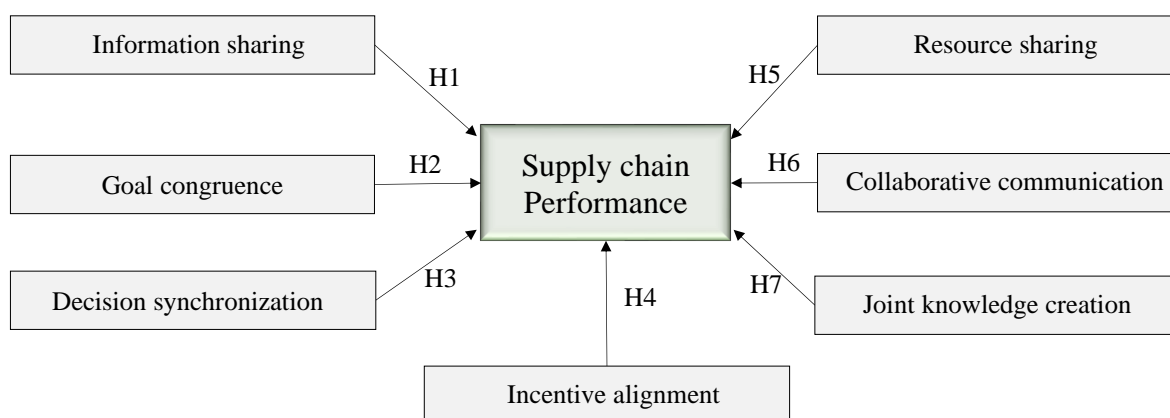 Information sharing
Resource sharing
H1
H5
Supply chain
Performance
Goal congruence
H2
H6
Collaborative communication
Decision synchronization
H3
H4
H7
Joint knowledge creation
Incentive alignment